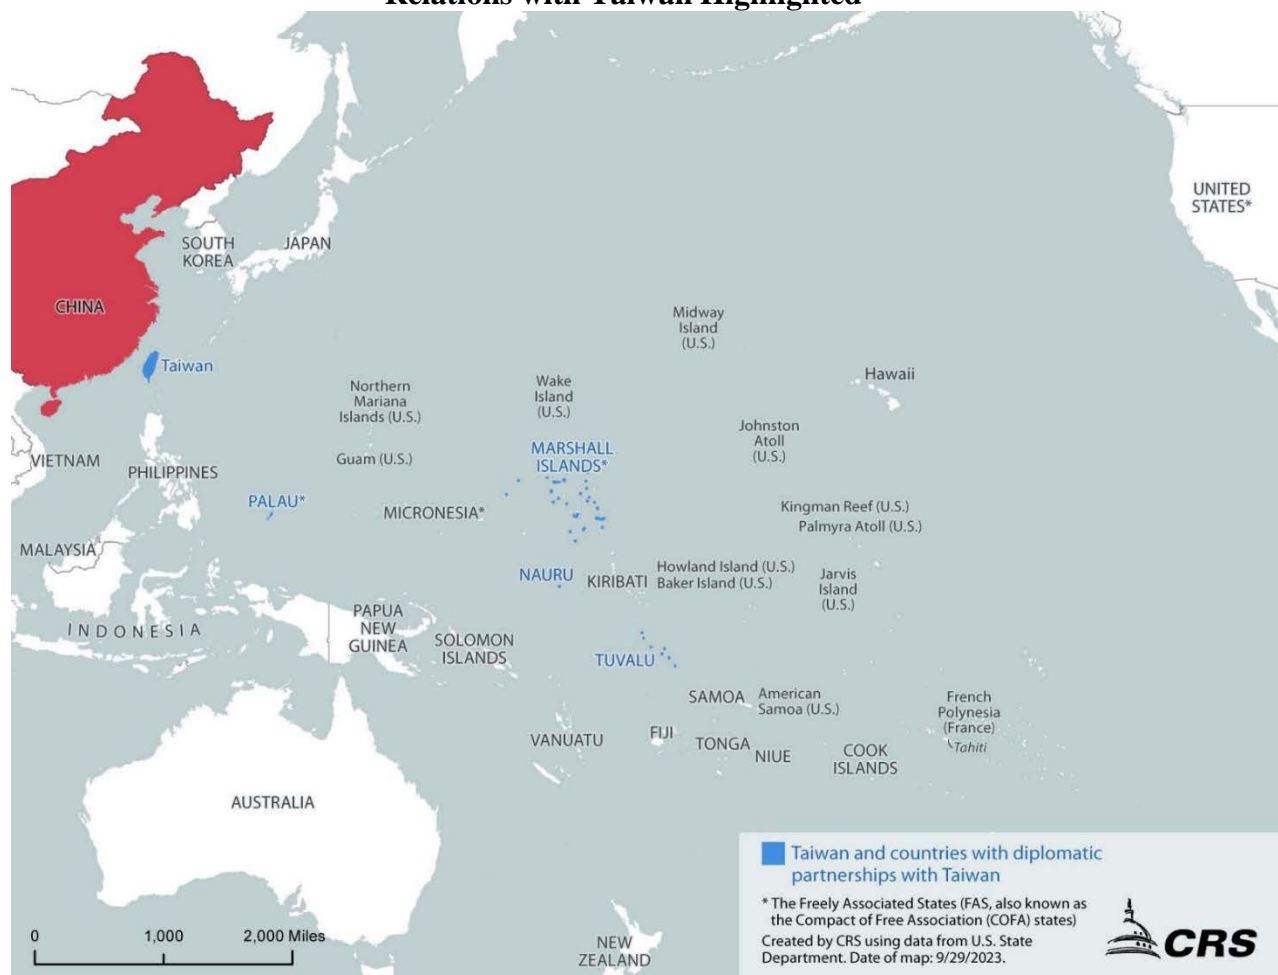 Relations with Taiwan Highlighted
UNITED
STATES*
SOUTH
KOREA
JAPAN
CHINA
Midway
Island
(U.S.)
Taiwan
Hawaii
Northern
Mariana
Islands (U.S.)
Wake
Island
(U.S.)
Johnston
Atoll
(U.S.)
MARSHALL
ISLANDS*
VIETNAM
PHILIPPINES
Guam (U.S.)
PALAU*
MICRONESIA*
Kingman Reef (U.S.)
Palmyra Atoll (U.S.)
MALAYSIA
NAURU
KIRIBATI
Howland Island (U.S.)
Baker Island (U.S.)
Jarvis
Island
(U.S.)
INDONESIA
PAPUA
NEW
GUINEA
SOLOMON
ISLANDS
TUVALU
SAMOA
American
Samoa (U.S.)
French
Polynesia
(France)
Tahiti
VANUATU
FIJI
TONGA
NIUE
COOK
ISLANDS
AUSTRALIA
NEW
ZEALAND
0 1,000 2,000 Miles
Taiwan and countries with diplomatic
partnerships with Taiwan
* The Freely Associated States (FAS, also known as
the Compact of Free Association (COFA) states)
Created by CRS using data from U.S. State
Department. Date of map: 9/29/2023.
CRS